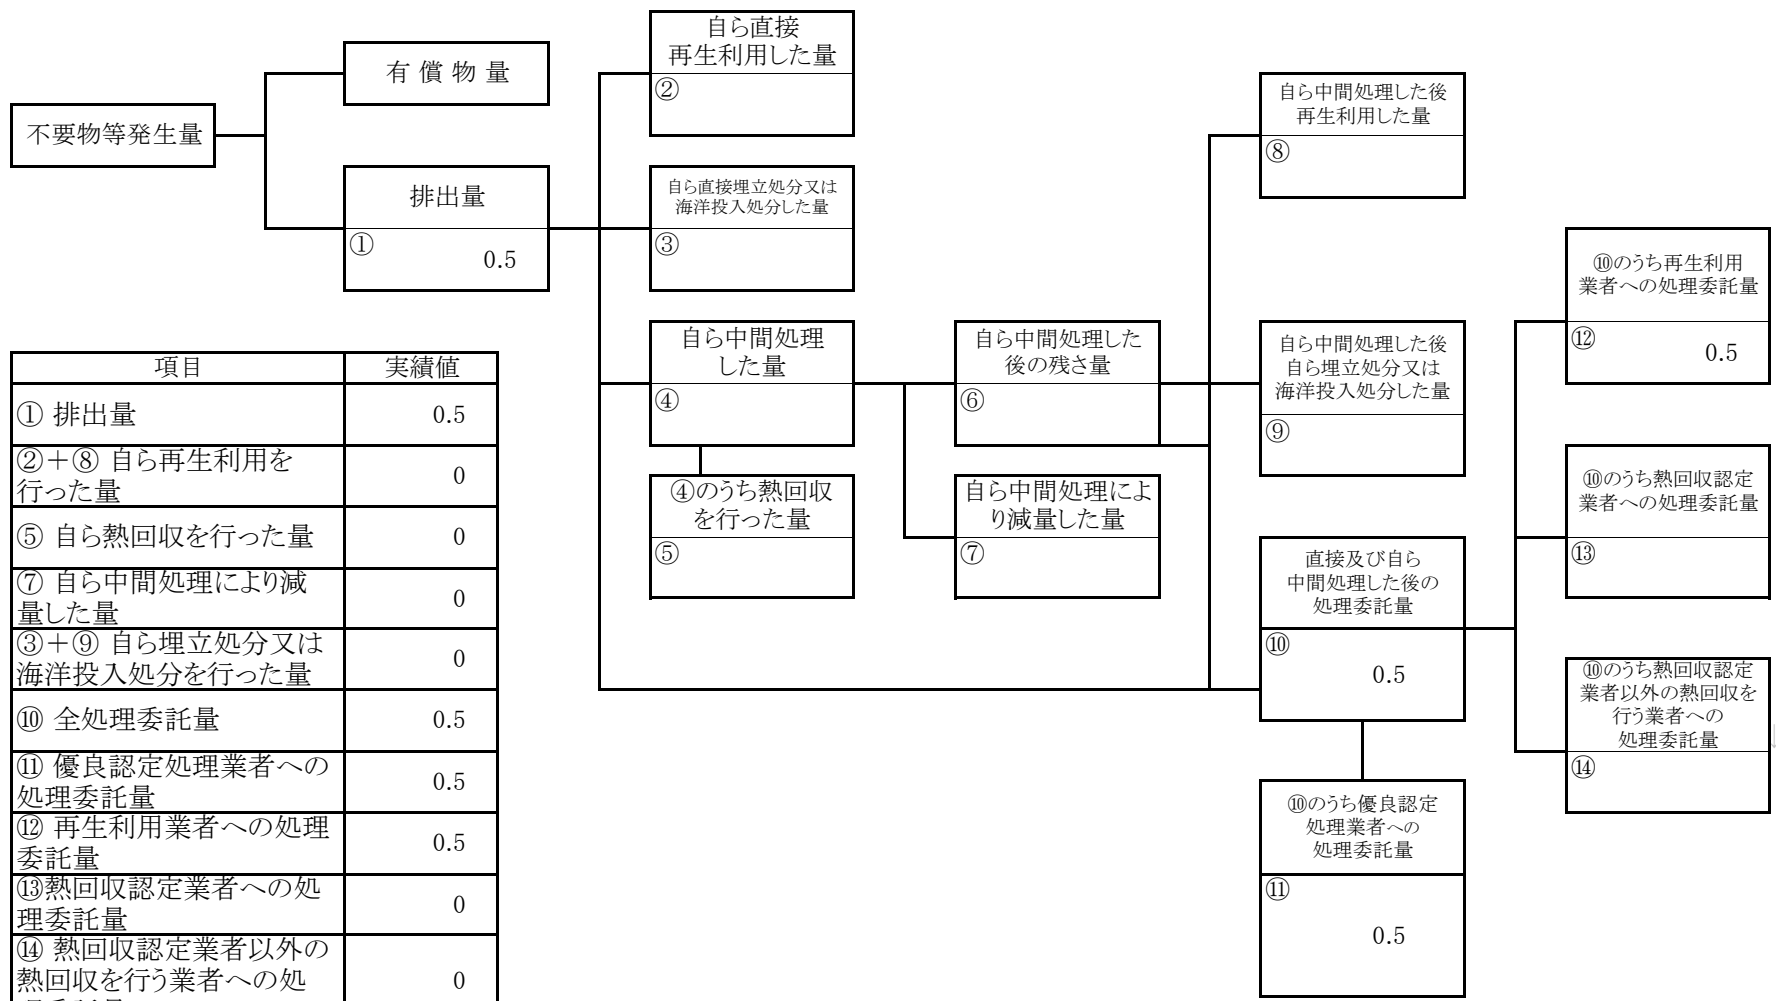 自ら直接
再生利用した量
②
有償物量
不要物等発生量
排出量
①
0.5
自ら直接埋立処分又は
海洋投入処分した量
③
自ら中間処理した後
再生利用した量
⑧
⑩のうち再生利用
業者への処理委託量
⑫
0.5
自ら中間処理
した量
④
自ら中間処理した
後の残さ量
⑥
自ら中間処理した後
自ら埋立処分又は
海洋投入処分した量
⑨
④のうち熱回収
を行った量
⑤
自ら中間処理によ
り減量した量
⑦
⑩のうち熱回収認定
業者への処理委託量
⑬
直接及び自ら
中間処理した後の
処理委託量
⑩
0.5
⑩のうち熱回収認定
業者以外の熱回収を
行う業者への
処理委託量
⑭
⑩のうち優良認定
処理業者への
処理委託量
⑪
0.5
項目 実績値
① 排出量 0.5
②＋⑧ 自ら再生利用を
行った量 0
⑤ 自ら熱回収を行った量 0
⑦ 自ら中間処理により減
量した量 0
③＋⑨ 自ら埋立処分又は
海洋投入処分を行った量 0
⑩ 全処理委託量 0.5
⑪ 優良認定処理業者への
処理委託量 0.5
⑫ 再生利用業者への処理
委託量 0.5
⑬熱回収認定業者への処
理委託量 0
⑭ 熱回収認定業者以外の
熱回収を行う業者への処 0